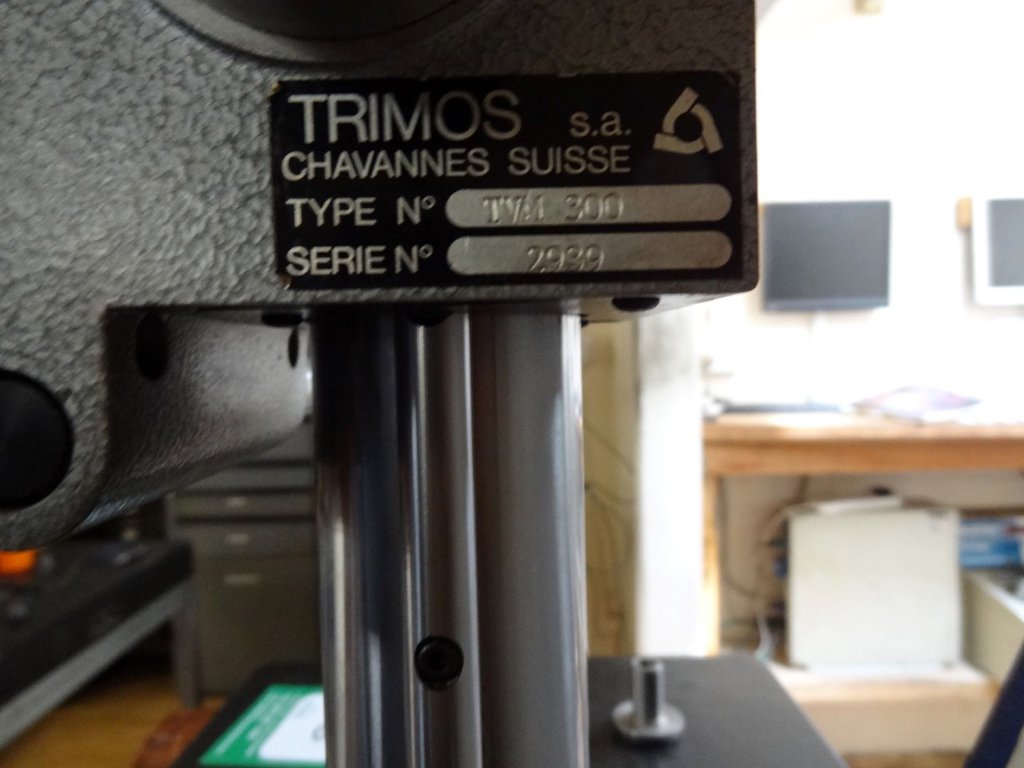 TRIMOS s.a.
CHAVANNES SUISSE
TYPE N° TVM 300
SERIE N° 2939